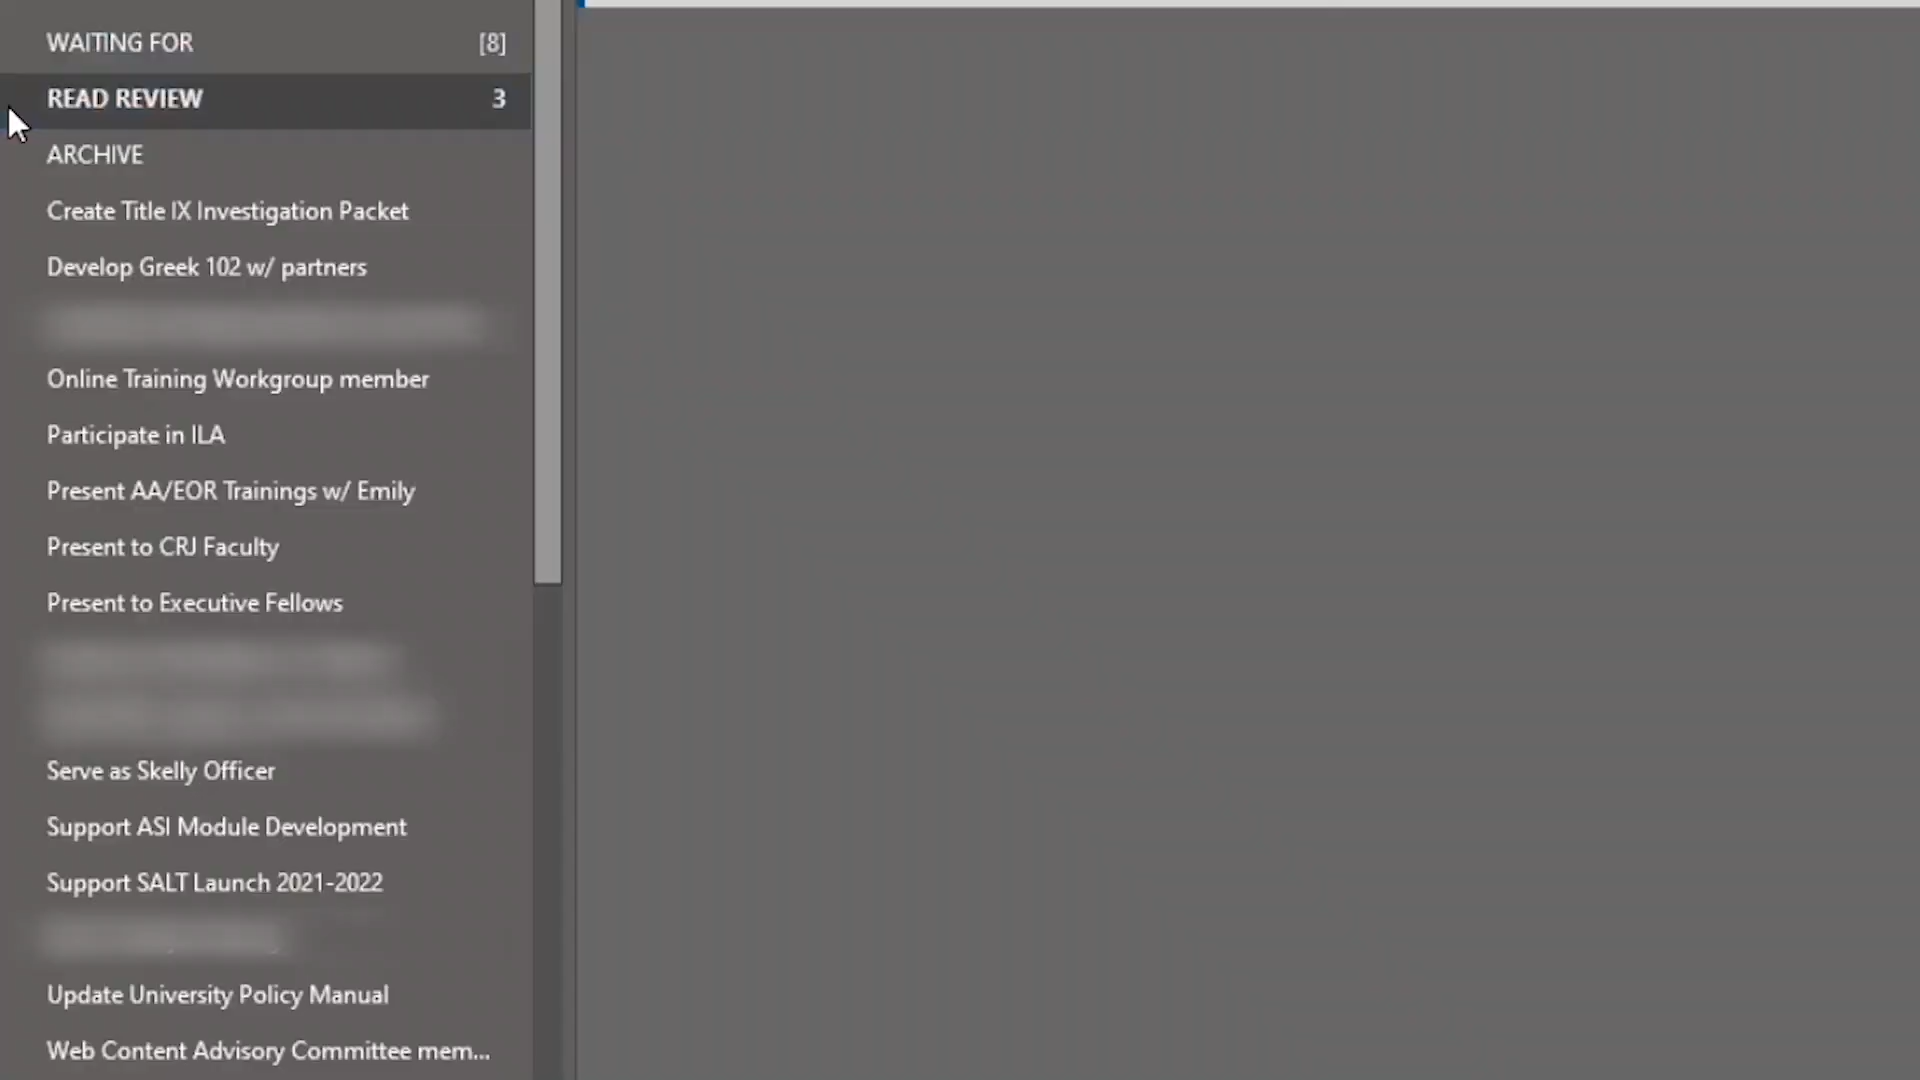 WAITING FOR [8]
READ REVIEW 3
ARCHIVE
Create Title IX Investigation Packet
Develop Greek 102 w/ partners
Online Training Workgroup member
Participate in ILA
Present AA/EOR Trainings w/ Emily
Present to CRJ Faculty
Present to Executive Fellows
Serve as Skelly Officer
Support ASI Module Development
Support SALT Launch 2021-2022
Update University Policy Manual
Web Content Advisory Committee mem...